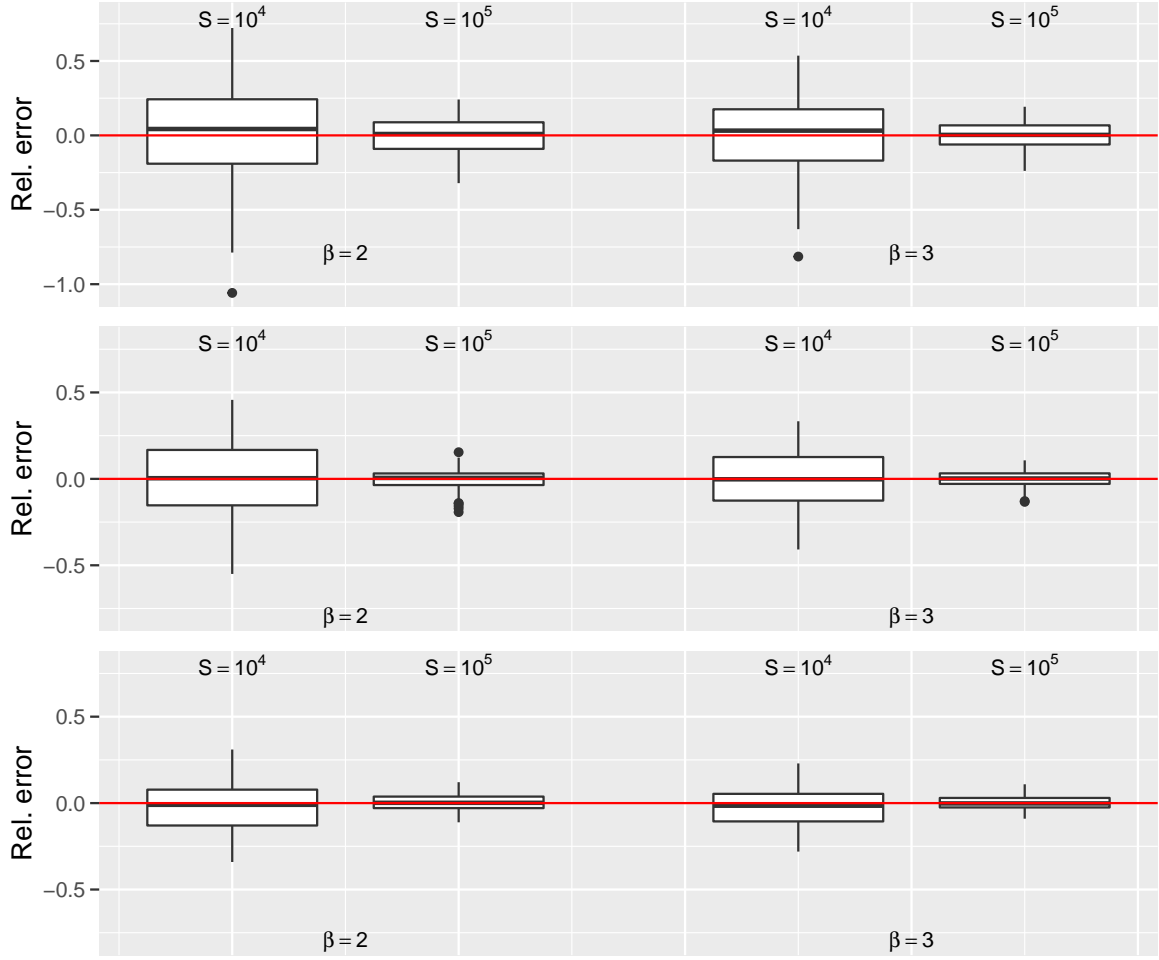 S = 10^4 S = 10^5 S = 10^4 S = 10^5
0.5
0.0
−0.5
−1.0
Rel. error
β = 2 β = 3
S = 10^4 S = 10^5 S = 10^4 S = 10^5
0.5
0.0
−0.5
Rel. error
β = 2 β = 3
S = 10^4 S = 10^5 S = 10^4 S = 10^5
0.5
0.0
−0.5
Rel. error
β = 2 β = 3